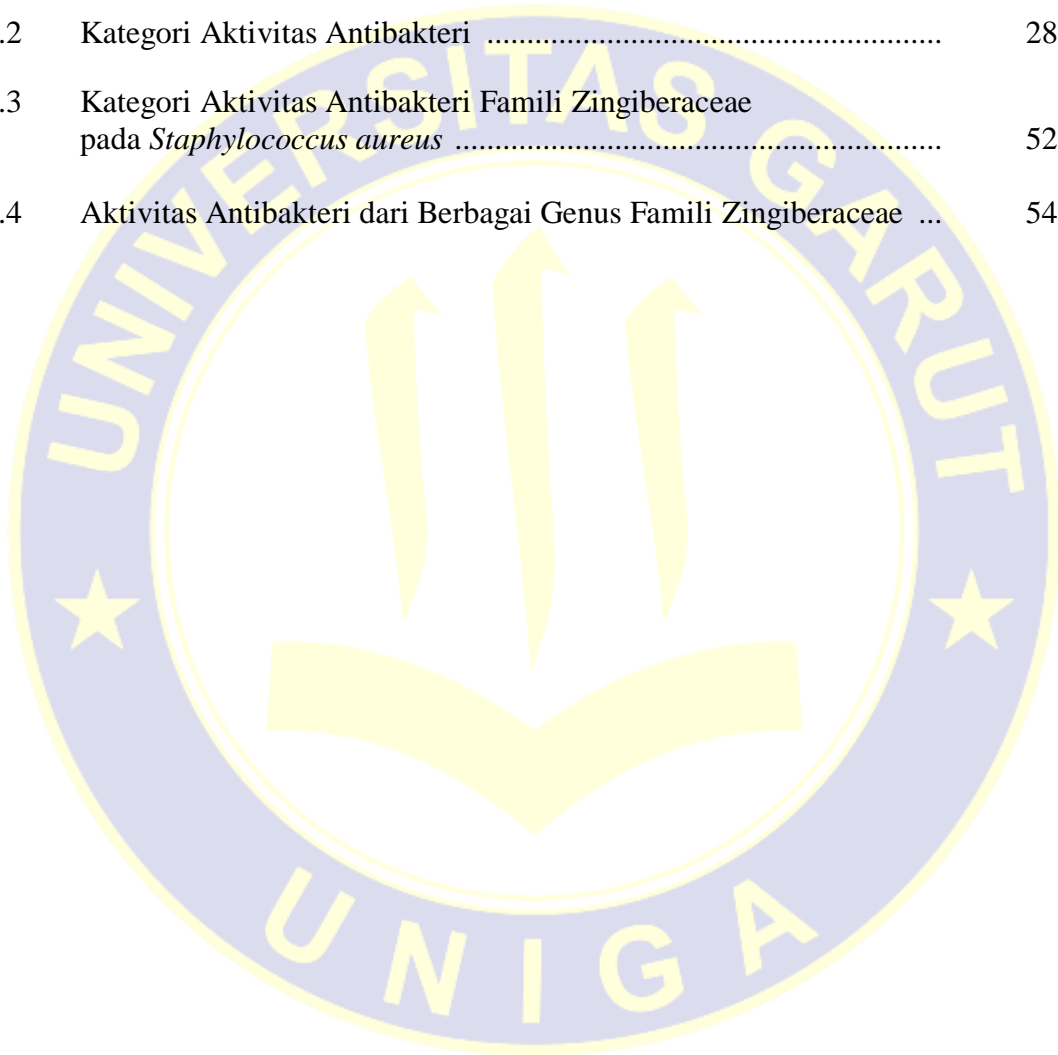 .2 Kategori Aktivitas Antibakteri ................................................................ 28
.3 Kategori Aktivitas Antibakteri Famili Zingiberaceae
pada Staphylococcus aureus .................................................................... 52
.4 Aktivitas Antibakteri dari Berbagai Genus Famili Zingiberaceae ... 54
UNIVERSITAS GARUT
UNIGA